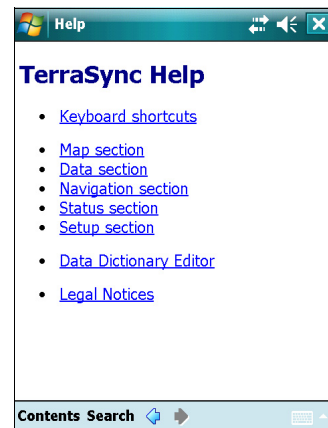 Help
TerraSync Help
Keyboard shortcuts
Map section
Data section
Navigation section
Status section
Setup section
Data Dictionary Editor
Legal Notices
Contents Search